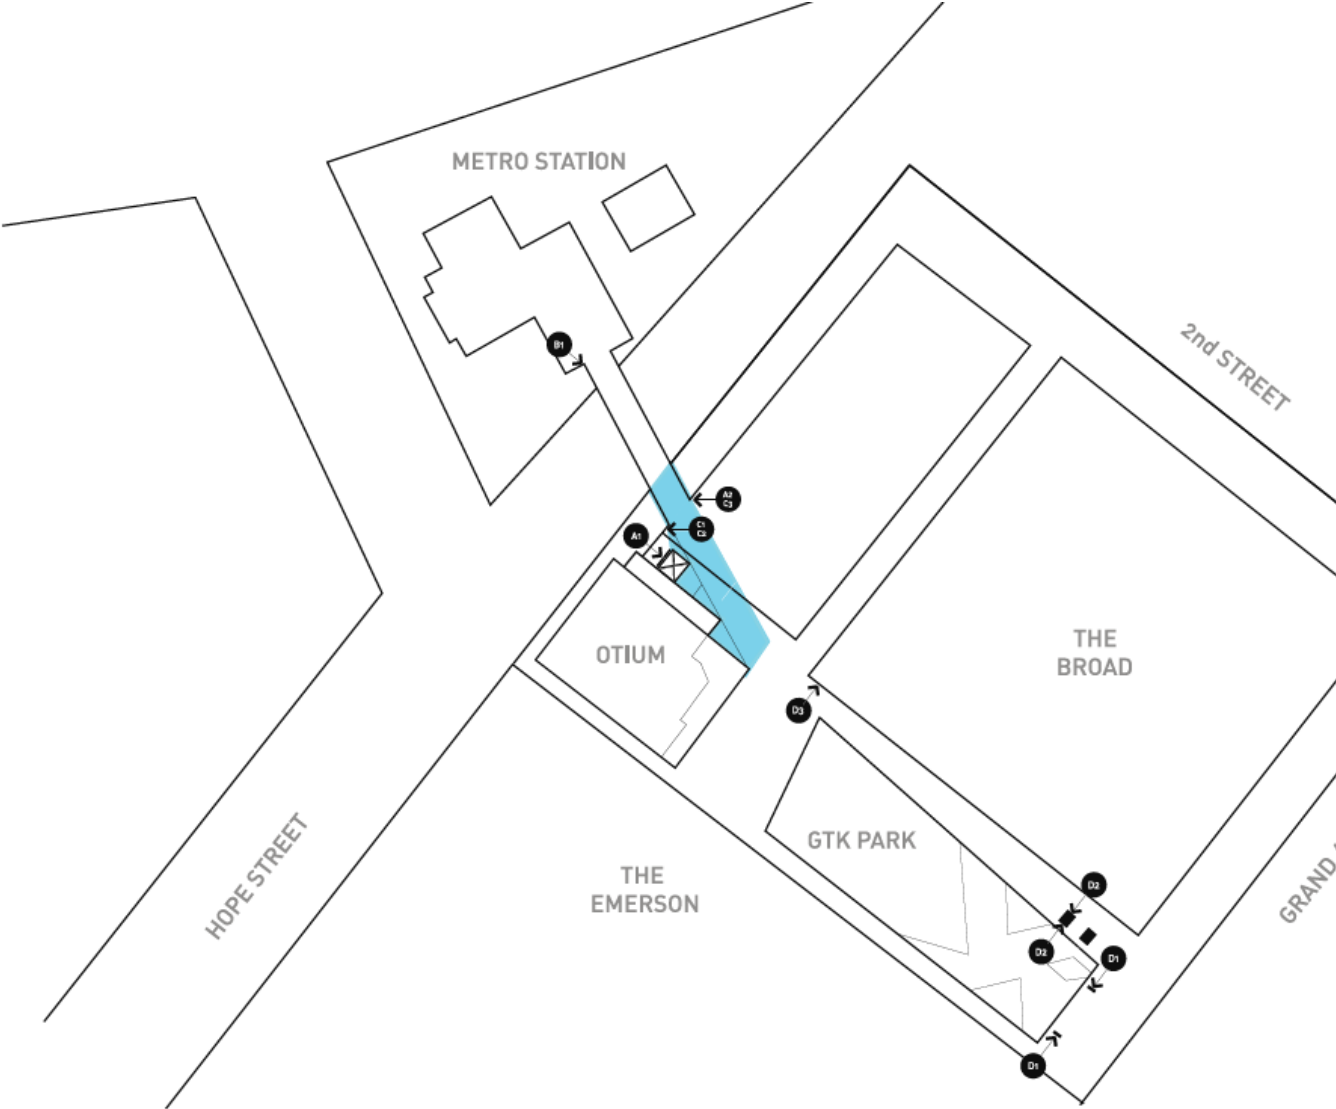 METRO STATION
2nd STREET
B1
A2
C3
C1
C2
A1
OTIUM
THE
BROAD
D3
GTK PARK
HOPE STREET
THE
EMERSON
GRAND
D2
D2
D1
D1